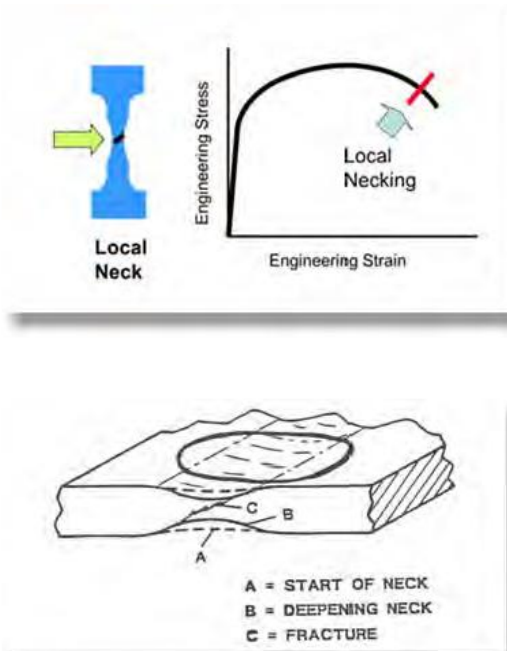 Engineering Stress
Local
Necking
Local
Neck
Engineering Strain
C
B
A
A = START OF NECK
B = DEEPENING NECK
C = FRACTURE